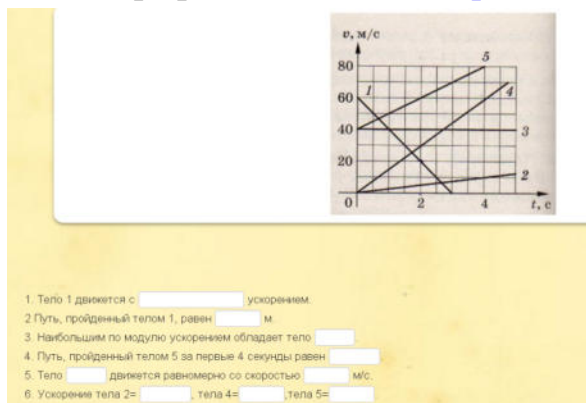 v, м/с
5
80
1
4
60
40
3
20
2
0
2
4
t, с
1. Тело 1 движется с ускорением.
2 Путь, пройденный телом 1, равен м.
3. Наибольшим по модулю ускорением обладает тело .
4. Путь, пройденный телом 5 за первые 4 секунды равен
5. Тело движется равномерно со скоростью м/с.
6. Ускорение тела 2= , тела 4= ,тела 5=